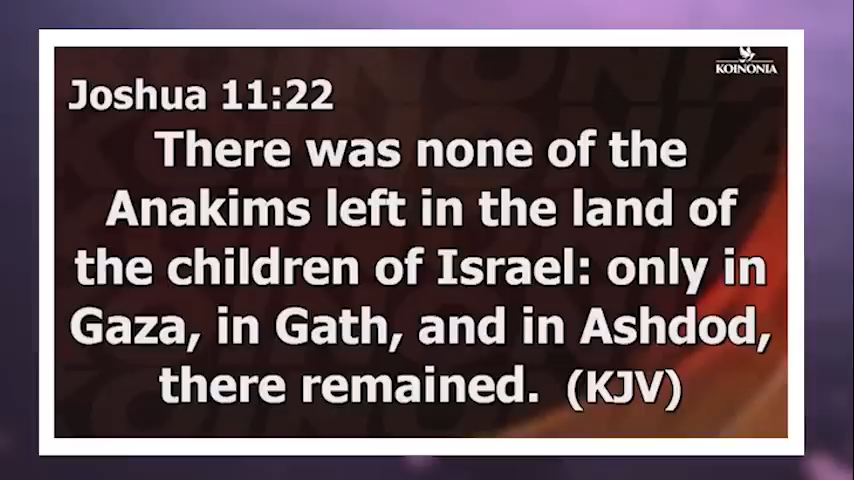 KOINONIA
Joshua 11:22
There was none of the
Anakims left in the land of
the children of Israel: only in
Gaza, in Gath, and in Ashdod,
there remained. (KJV)